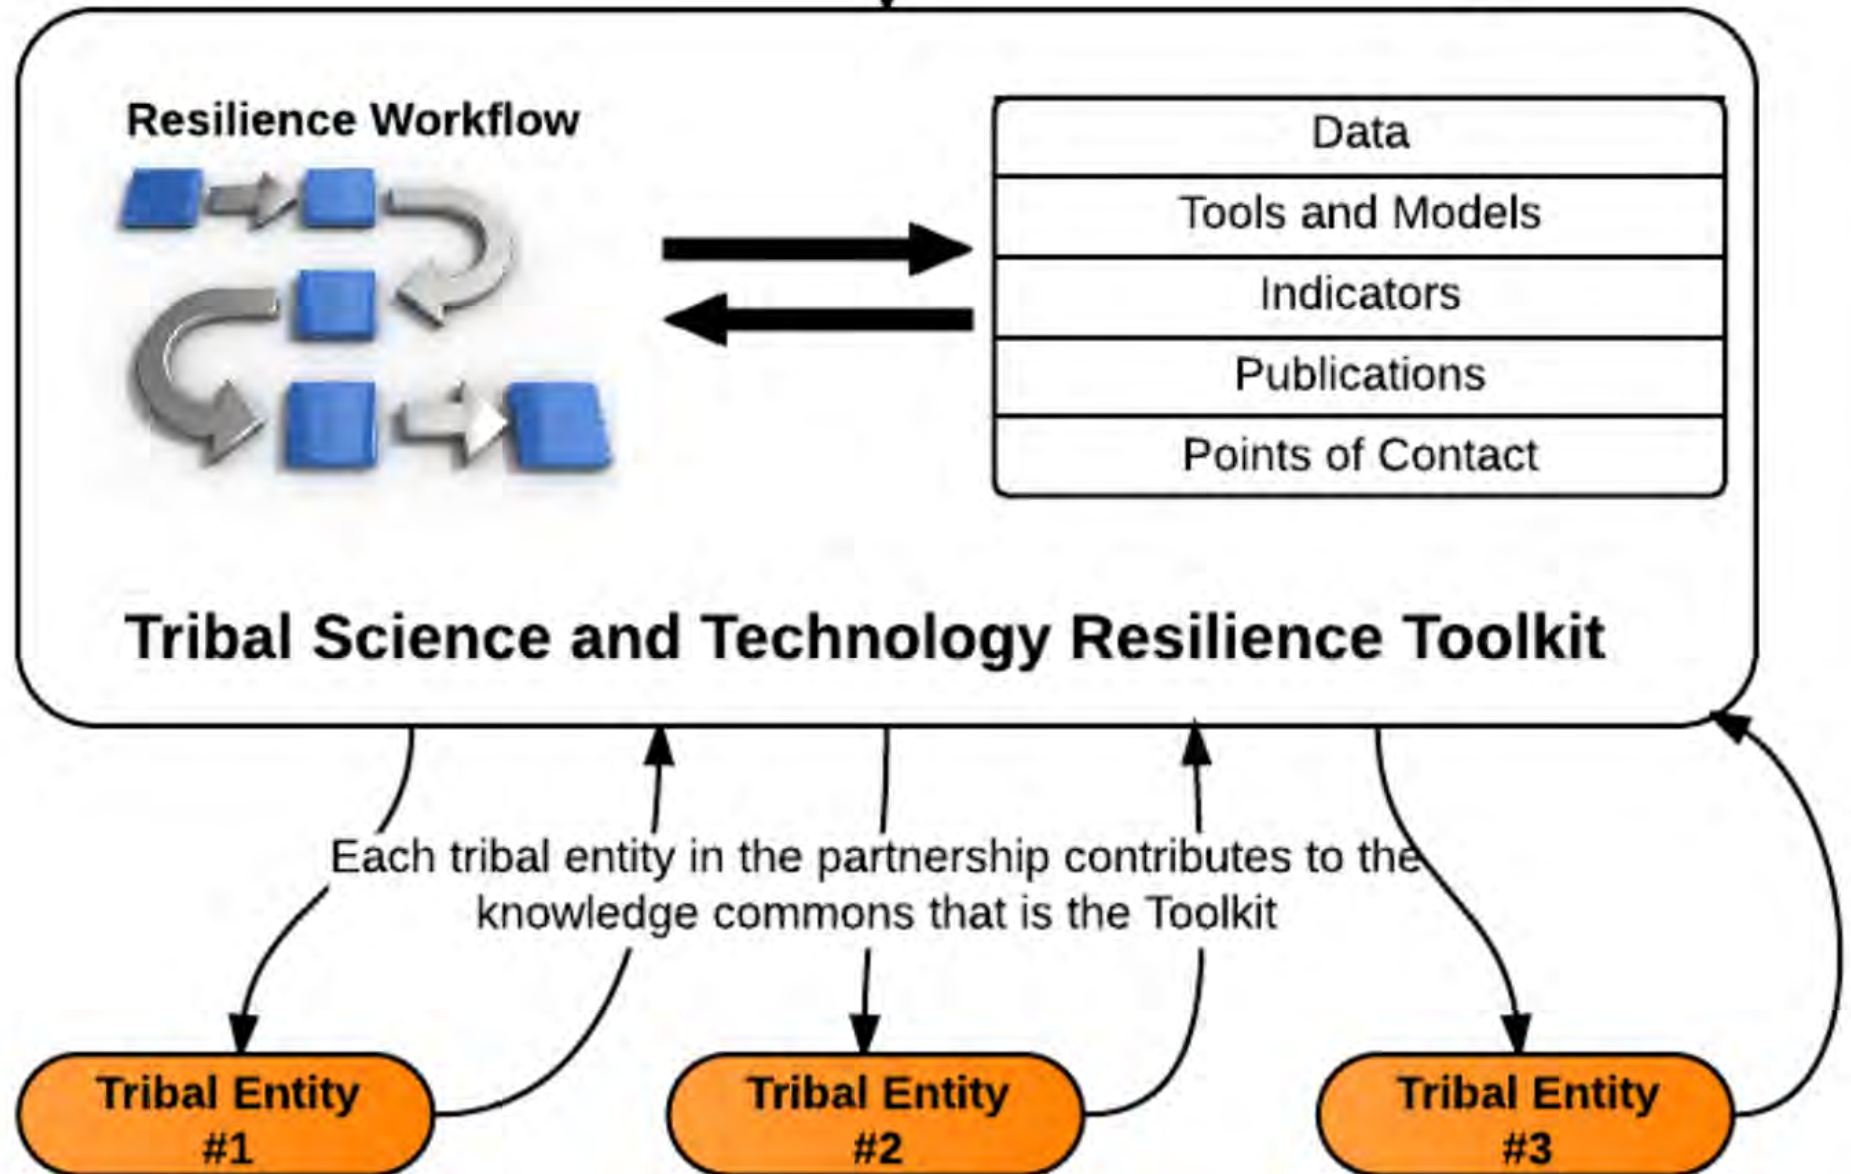 Resilience Workflow
Data
Tools and Models
Indicators
Publications
Points of Contact
Tribal Science and Technology Resilience Toolkit
Each tribal entity in the partnership contributes to the
knowledge commons that is the Toolkit
Tribal Entity
#1
Tribal Entity
#2
Tribal Entity
#3